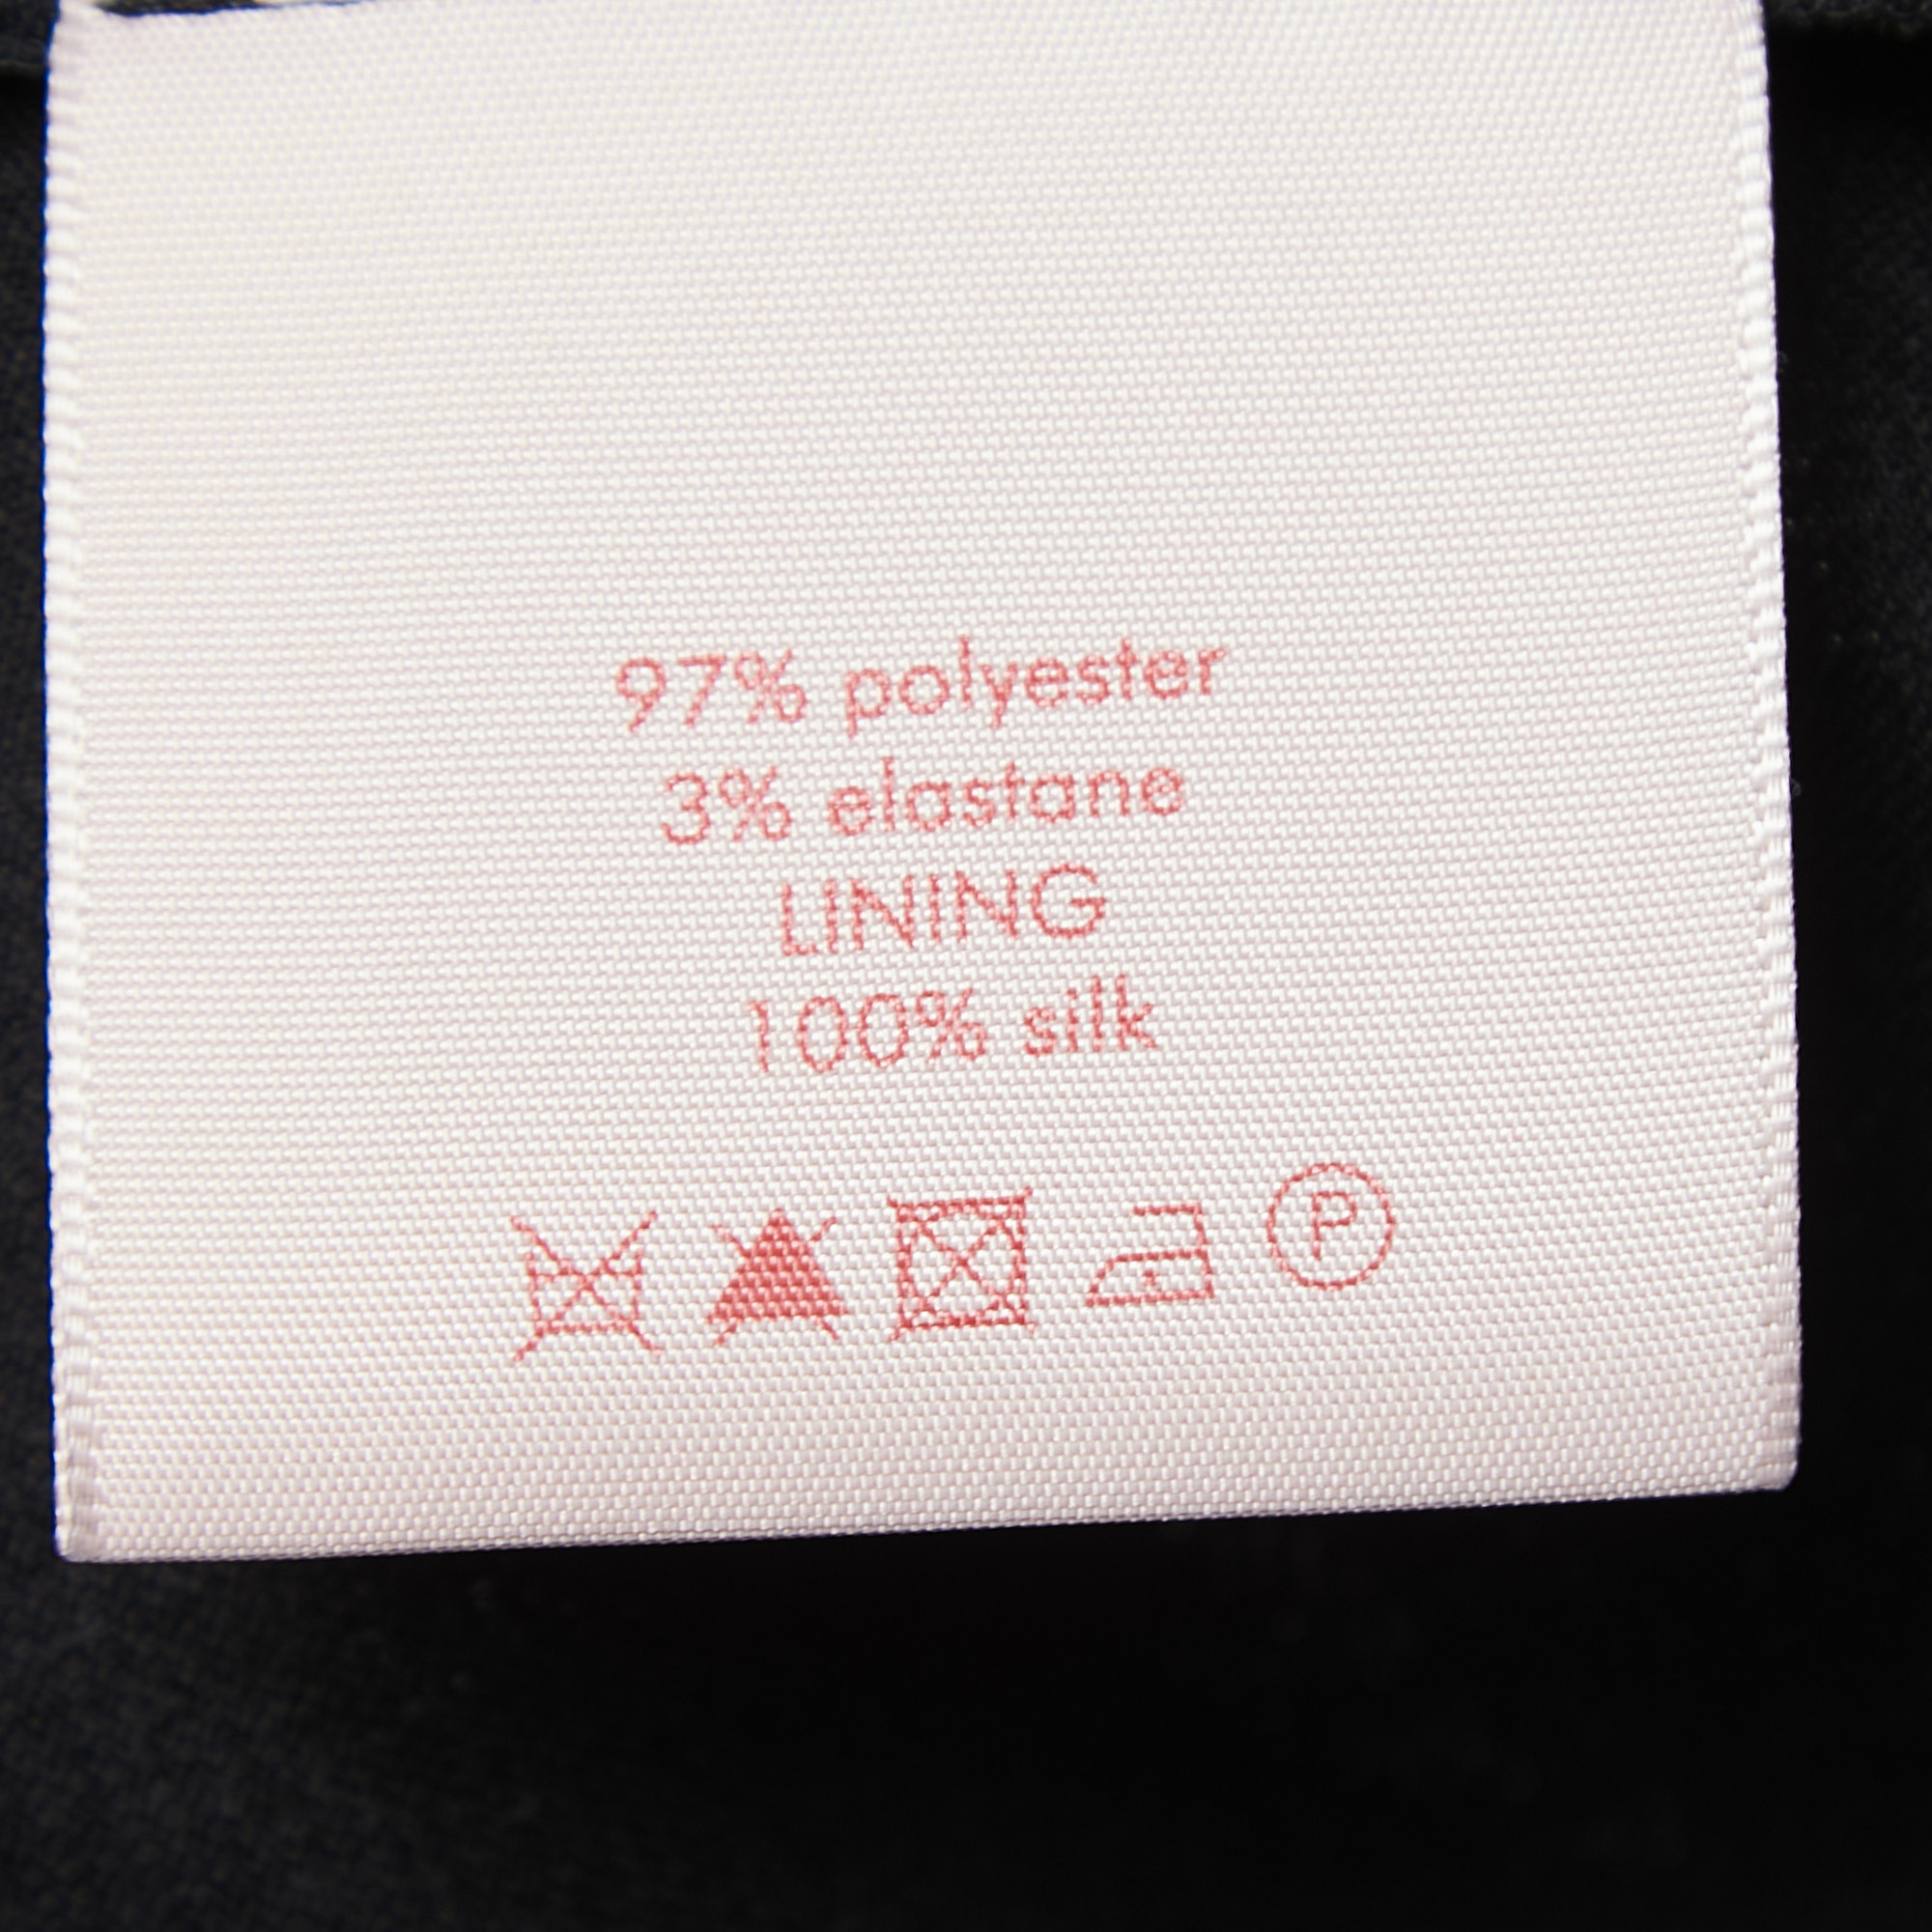 97% polyester
3% elastane
LINING
100% silk
P